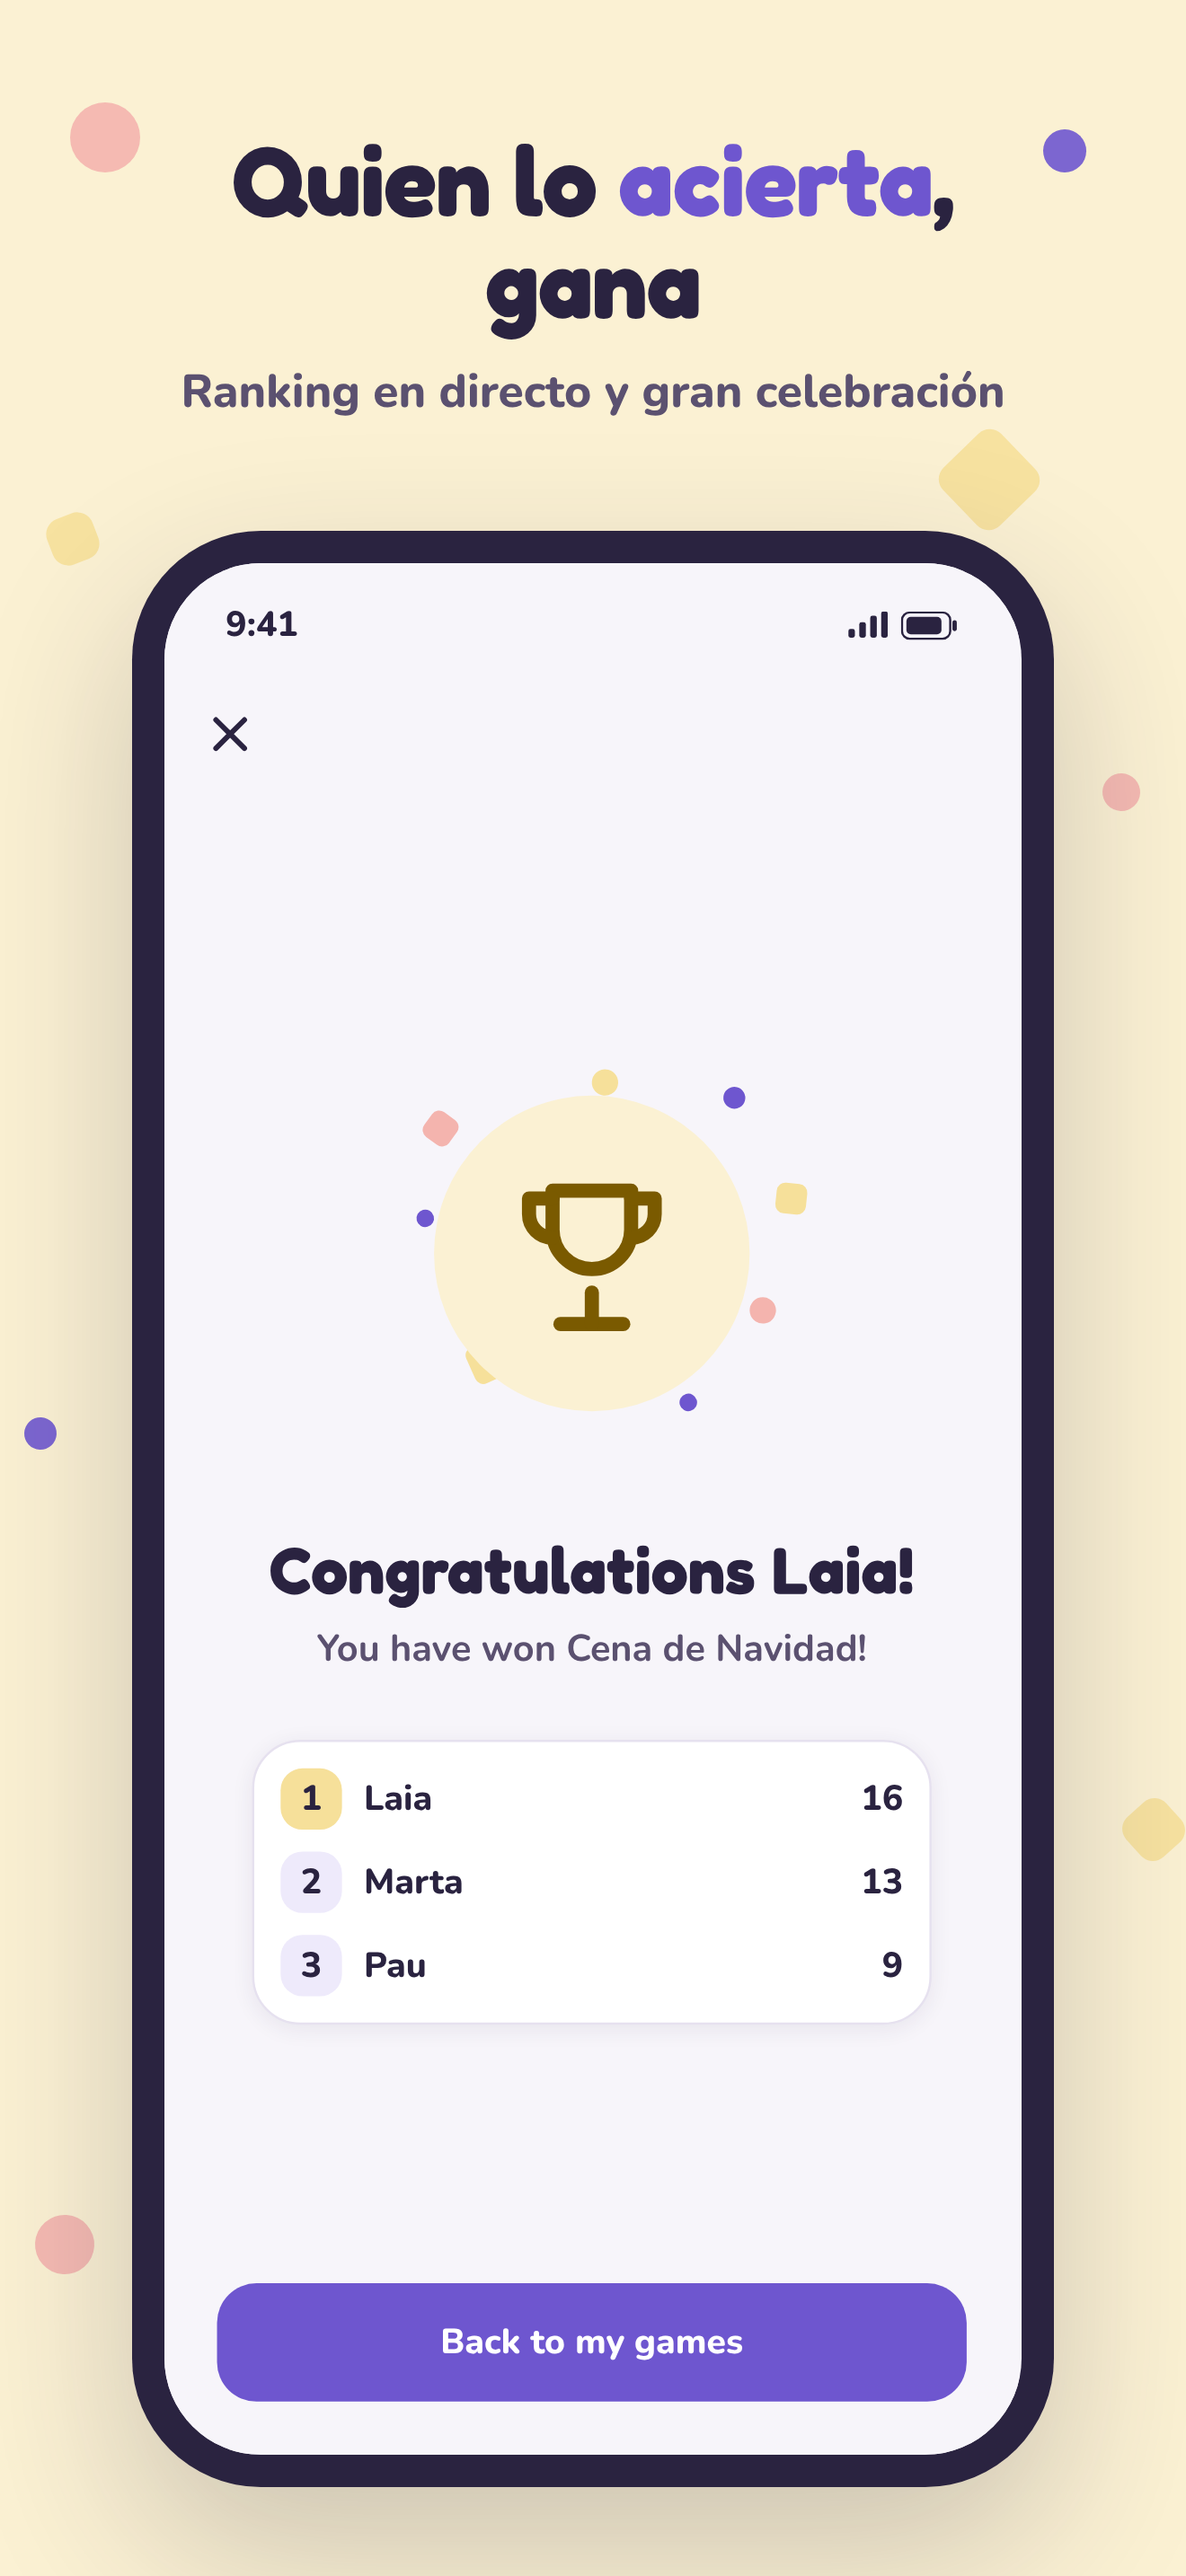 Quien lo acierta,
gana
Ranking en directo y gran celebración
9:41
Congratulations Laia!
You have won Cena de Navidad!
1 Laia 16
2 Marta 13
3 Pau 9
Back to my games